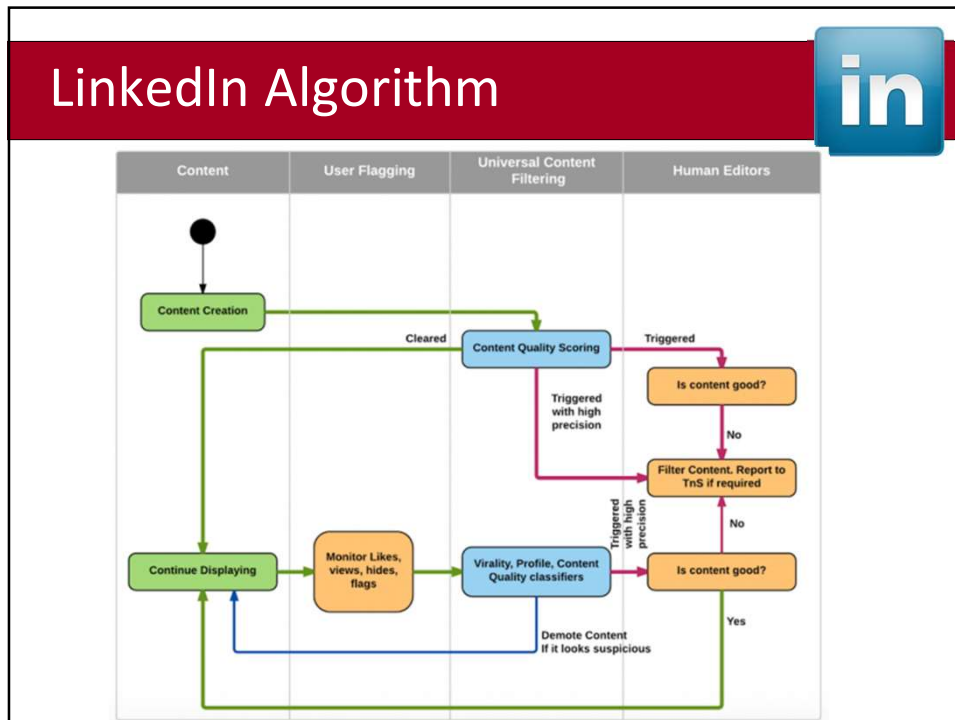 LinkedIn Algorithm
in
Content
User Flagging
Universal Content
Filtering
Human Editors
Content Creation
Cleared
Content Quality Scoring
Triggered
Is content good?
Triggered
with high
precision
No
Filter Content. Report to
TnS if required
Triggered
with high
precision
No
Continue Displaying
Monitor Likes,
views, hides,
flags
Virality, Profile, Content
Quality classifiers
Is content good?
Yes
Demote Content
If it looks suspicious